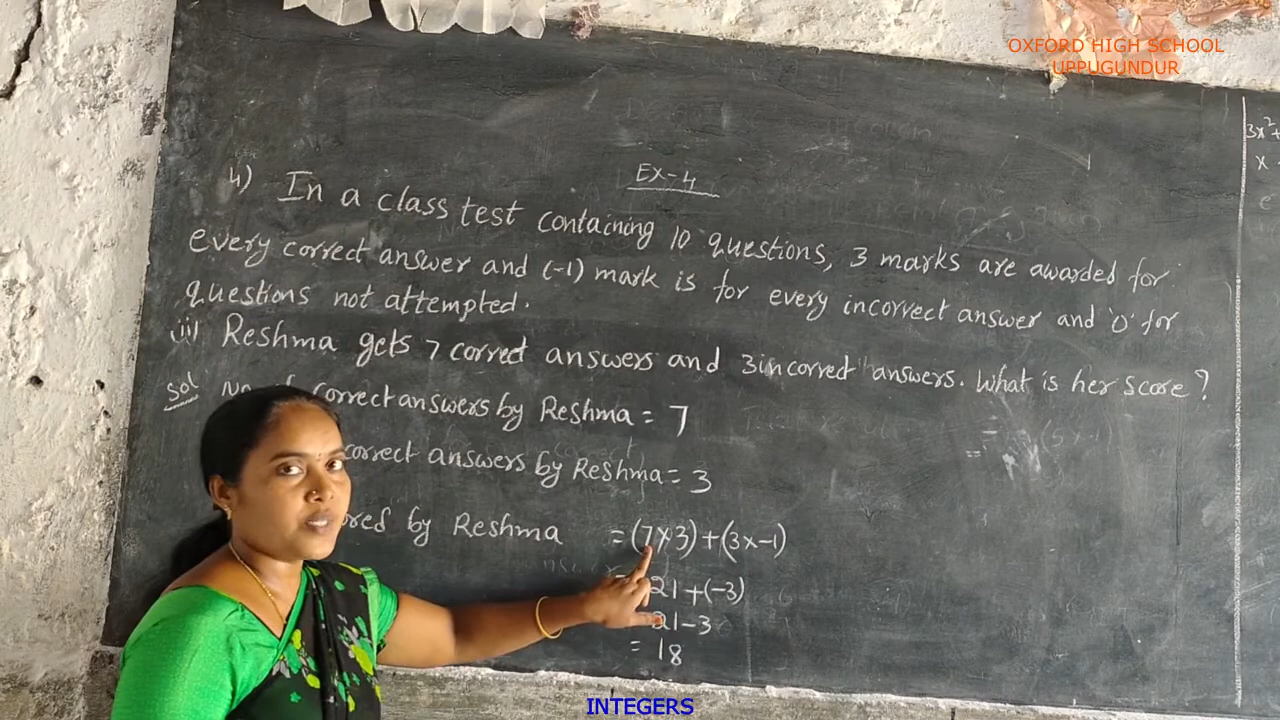 OXFORD HIGH SCHOOL
UPPUGUNDUR
EX-4
4) In a class test containing 10 questions, 3 marks are awarded for
every correct answer and (-1) mark is for every incorrect answer and '0' for
questions not attempted.
iii) Reshma gets 7 correct answers and 3 incorrect answers. What is her score?
Sol correct answers by Reshma = 7
correct answers by Reshma = 3
by Reshma = (7×3)+(3×-1)
21+(-3)
21-3
= 18
3x²+
x
INTEGERS